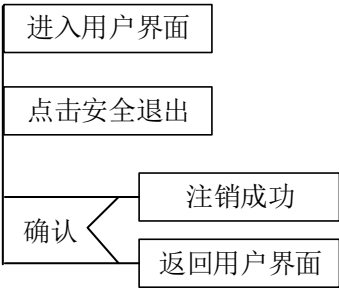 进入用户界面
点击安全退出
注销成功
确认
返回用户界面